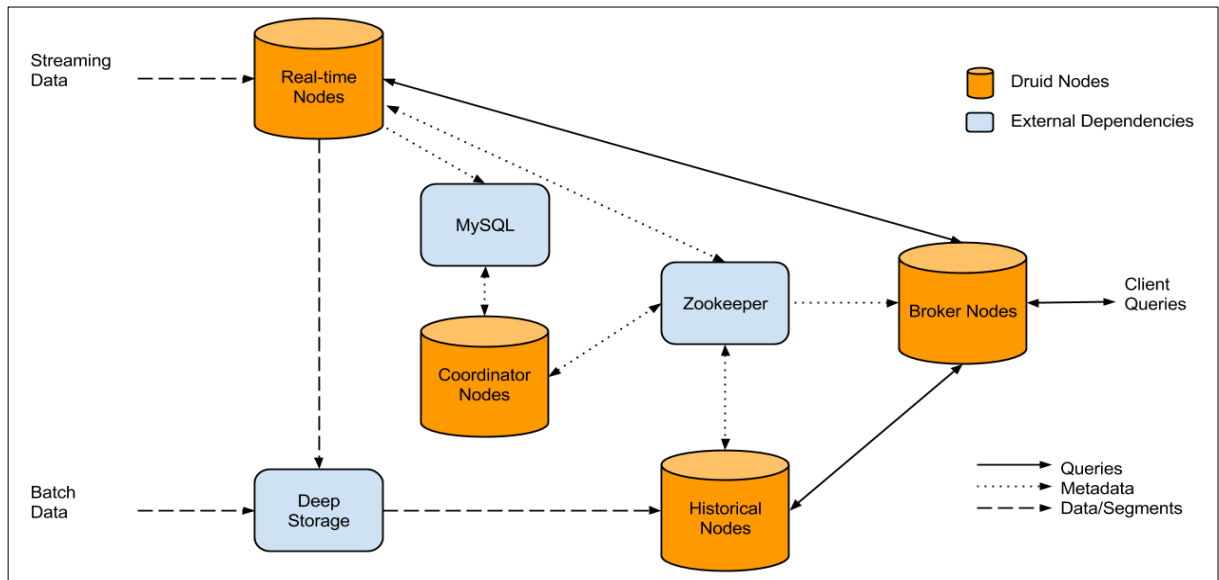 Streaming
Data
Real-time
Nodes
Druid Nodes
External Dependencies
MySQL
Zookeeper
Broker Nodes
Client
Queries
Coordinator
Nodes
Batch
Data
Deep
Storage
Historical
Nodes
Queries
Metadata
Data/Segments